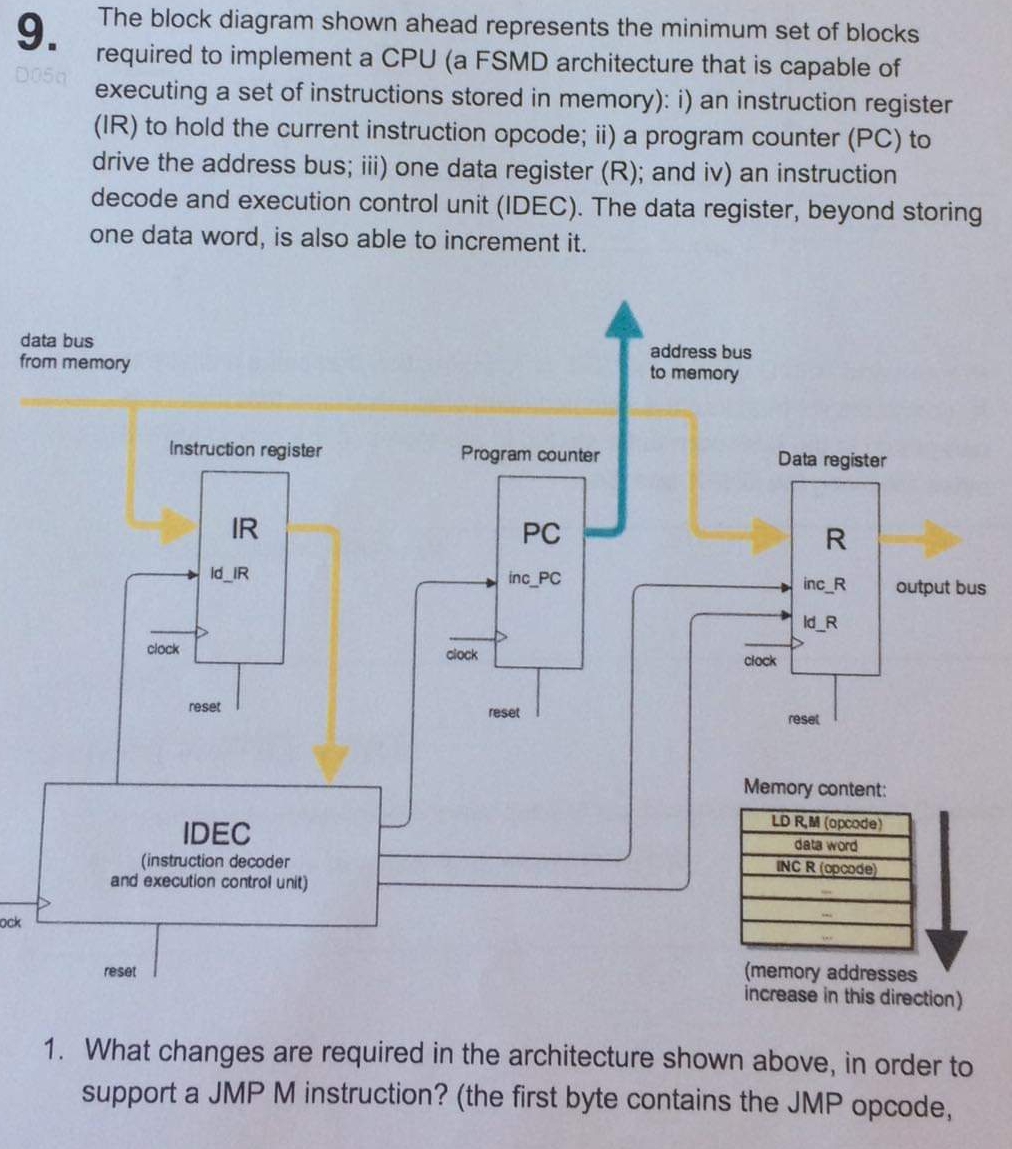 9.
D05q
The block diagram shown ahead represents the minimum set of blocks
required to implement a CPU (a FSMD architecture that is capable of
executing a set of instructions stored in memory): i) an instruction register
(IR) to hold the current instruction opcode; ii) a program counter (PC) to
drive the address bus; iii) one data register (R); and iv) an instruction
decode and execution control unit (IDEC). The data register, beyond storing
one data word, is also able to increment it.
data bus
from memory
address bus
to memory
Instruction register
Program counter
Data register
IR
PC
R
ld_IR
inc_PC
inc_R
ld_R
output bus
clock
clock
clock
reset
reset
reset
IDEC
(instruction decoder
and execution control unit)
ock
reset
Memory content:
LD R,M (opcode)
data word
INC R (opcode)
...
...
...
(memory addresses
increase in this direction)
1. What changes are required in the architecture shown above, in order to
support a JMP M instruction? (the first byte contains the JMP opcode,